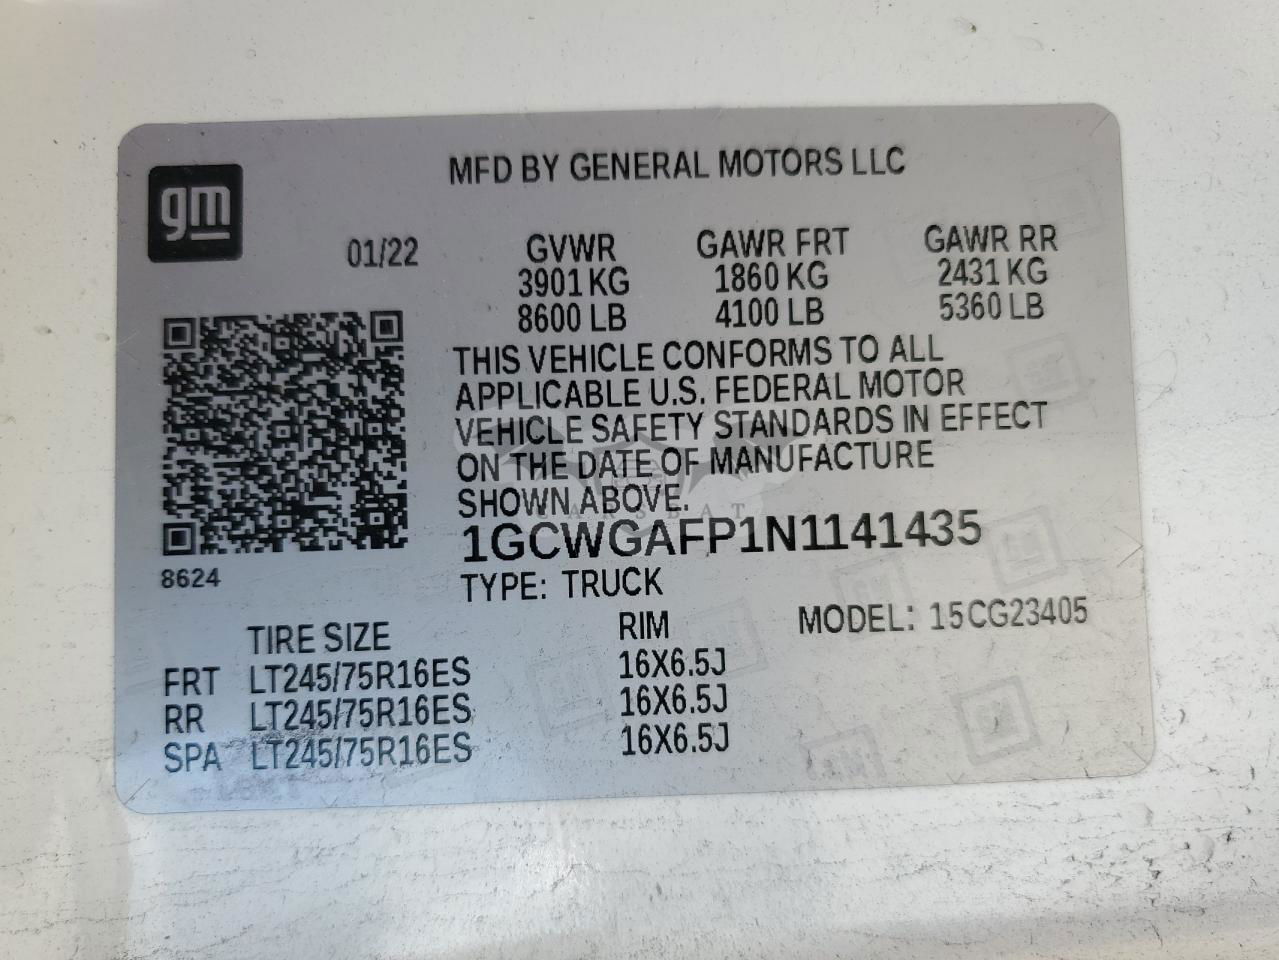 gm
MFD BY GENERAL MOTORS LLC
01/22 GVWR GAWR FRT GAWR RR
3901 KG 1860 KG 2431 KG
8600 LB 4100 LB 5360 LB
THIS VEHICLE CONFORMS TO ALL
APPLICABLE U.S. FEDERAL MOTOR
VEHICLE SAFETY STANDARDS IN EFFECT
ON THE DATE OF MANUFACTURE
SHOWN ABOVE.
CARSBAT
1GCWGAFP1N1141435
8624
TYPE: TRUCK
MODEL: 15CG23405
TIRE SIZE RIM
FRT LT245/75R16ES 16X6.5J
RR LT245/75R16ES 16X6.5J
SPA LT245/75R16ES 16X6.5J